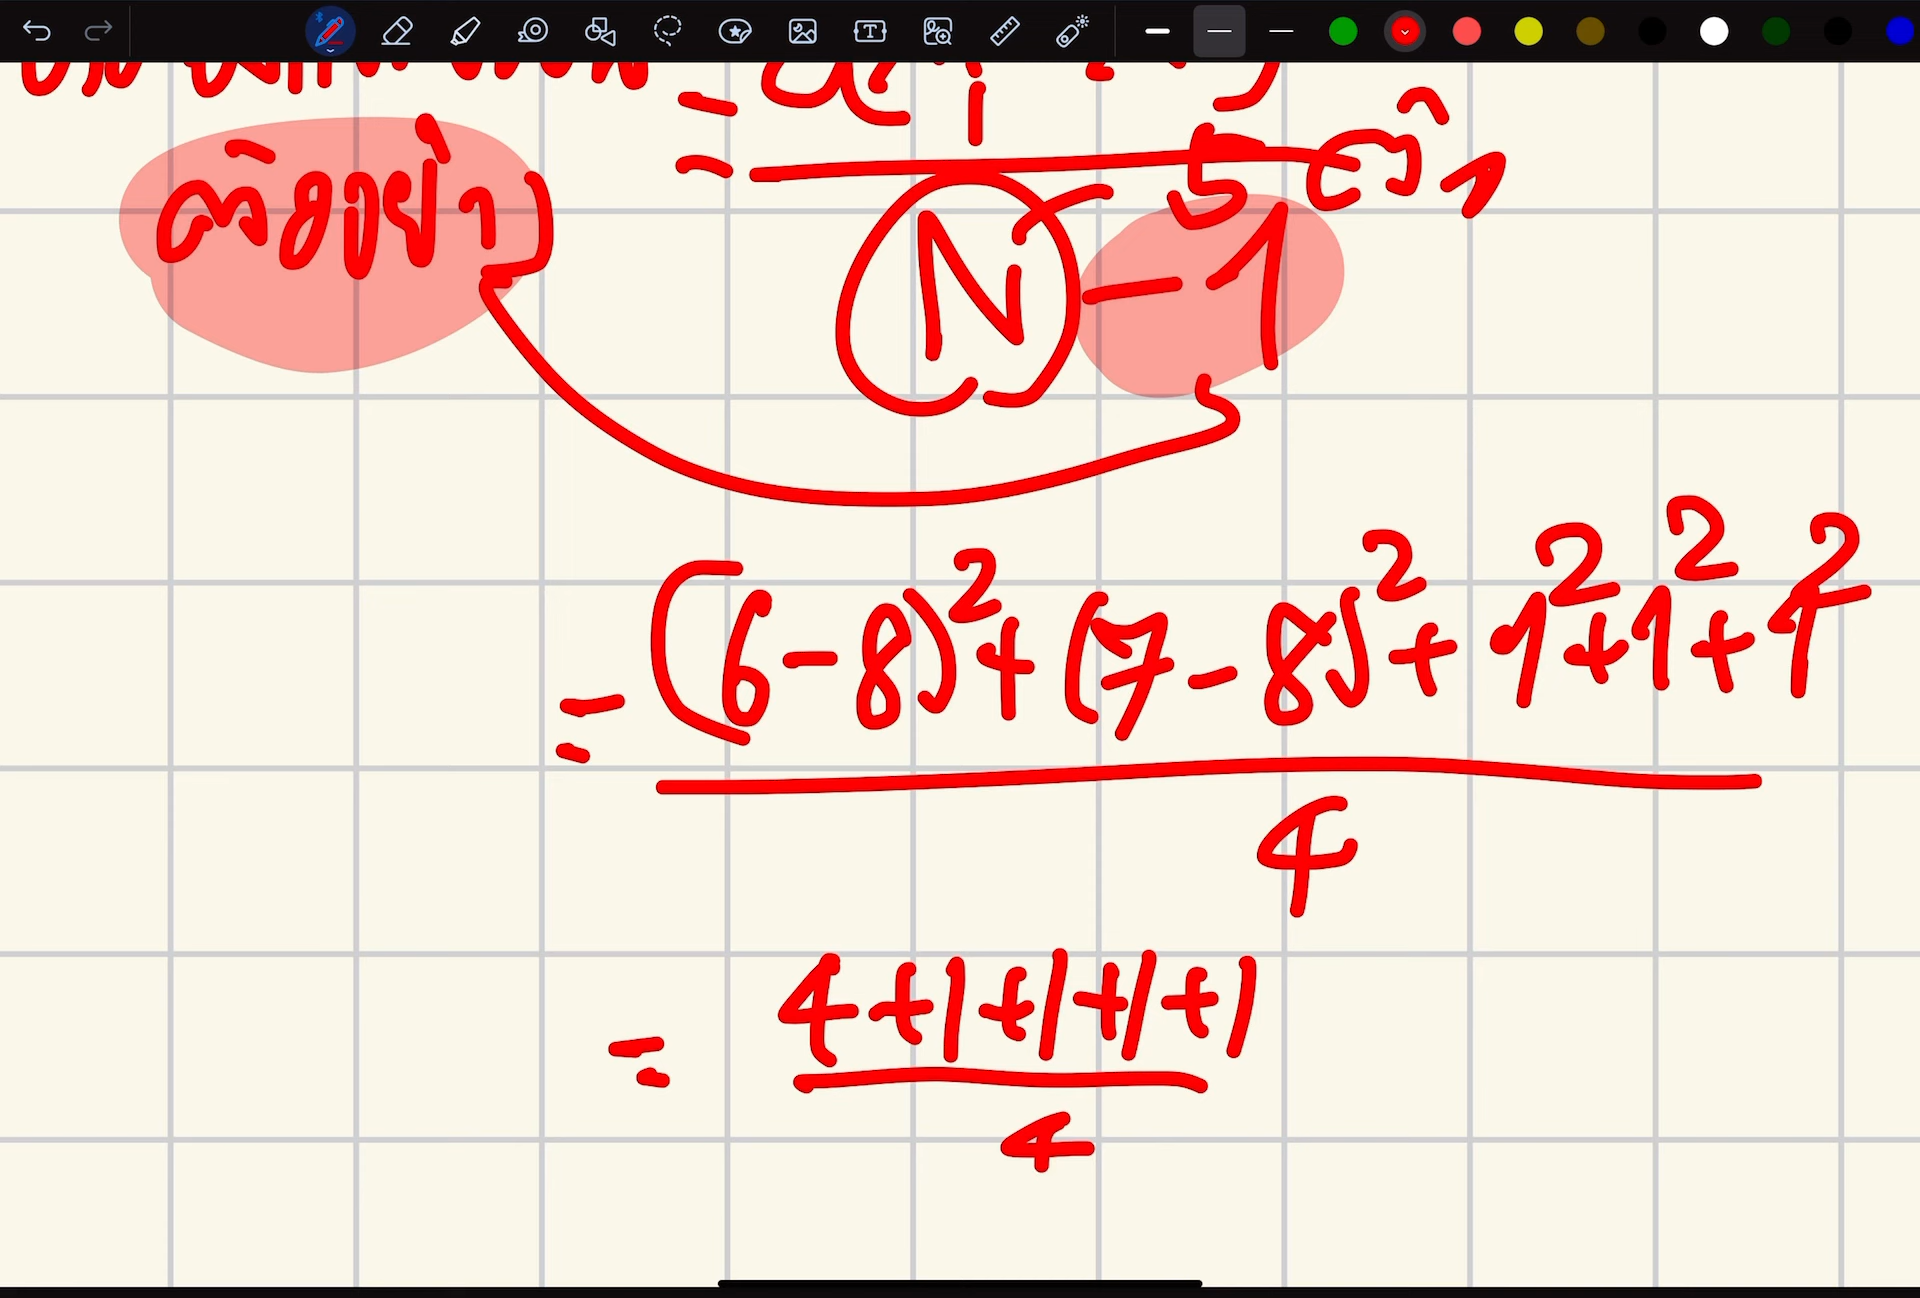 =
ตัวอย่าง
N - 1
5 ตัว
= (6-8)² + (7-8)² + 1² + 1² + 1²
4
= 4+1+1+1+1
4